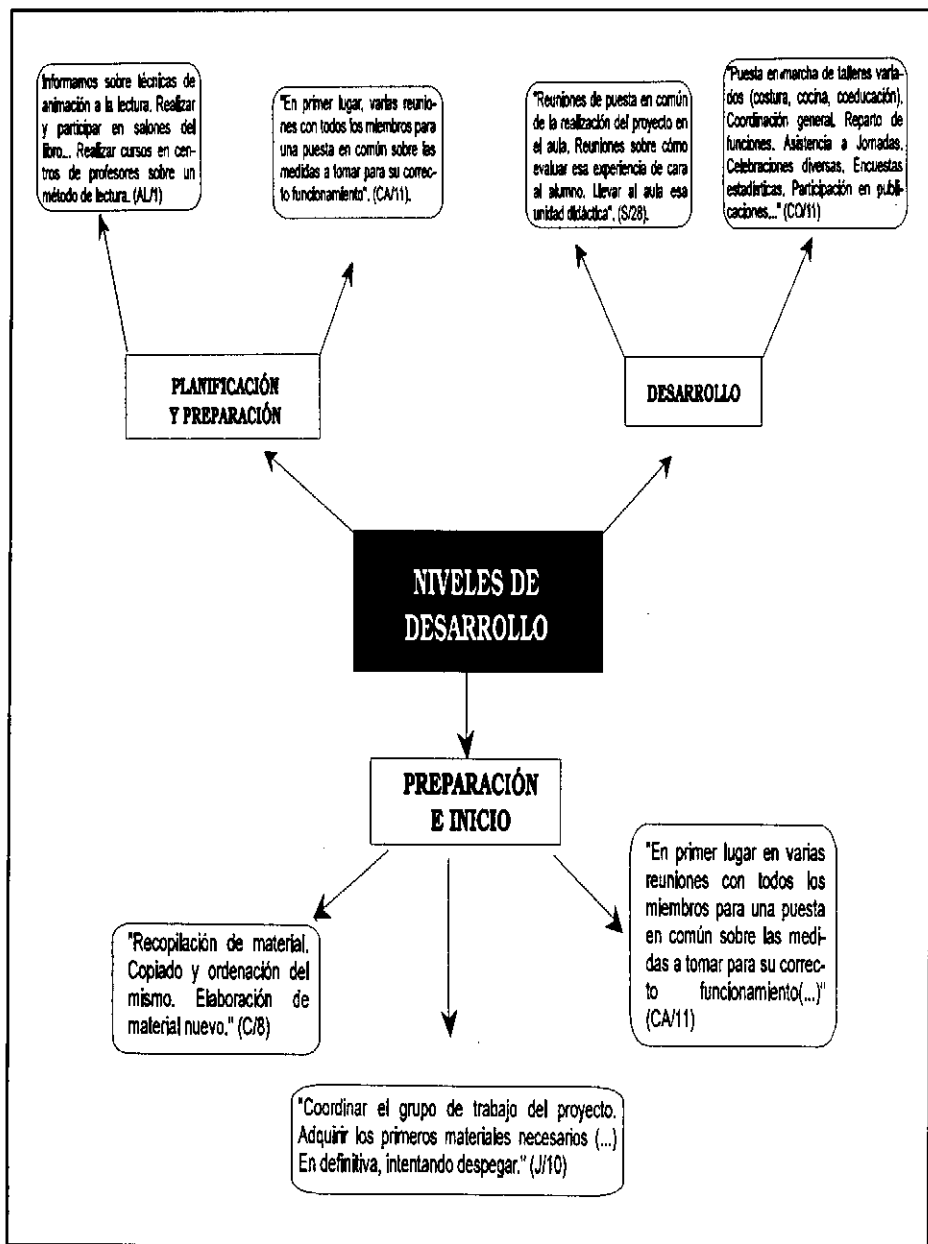 Informamos sobre técnicas de
animación a la lectura. Realizar
y participar en salones del
libro... Realizar cursos en cen-
tros de profesores sobre un
método de lectura. (AL/1)
"En primer lugar, varias reunio-
nes con todos los miembros para
una puesta en común sobre las
medidas a tomar para su correc-
to funcionamiento". (CA/11).
"Reuniones de puesta en común
de la realización del proyecto en
el aula. Reuniones sobre cómo
evaluar esa experiencia de cara
al alumno. Llevar al aula esa
unidad didáctica". (S/28).
"Puesta en marcha de talleres varia-
dos (costura, cocina, coeducación).
Coordinación general. Reparto de
funciones. Asistencia a Jornadas.
Celebraciones diversas, Encuestas
estadísticas, Participación en publi-
caciones..." (CO/11)
PLANIFICACIÓN
Y PREPARACIÓN
DESARROLLO
NIVELES DE
DESARROLLO
PREPARACIÓN
E INICIO
"Recopilación de material.
Copiado y ordenación del
mismo. Elaboración de
material nuevo." (C/8)
"En primer lugar en varias
reuniones con todos los
miembros para una puesta
en común sobre las medi-
das a tomar para su correc-
to funcionamiento(...)"
(CA/11)
"Coordinar el grupo de trabajo del proyecto.
Adquirir los primeros materiales necesarios (...)
En definitiva, intentando despegar." (J/10)